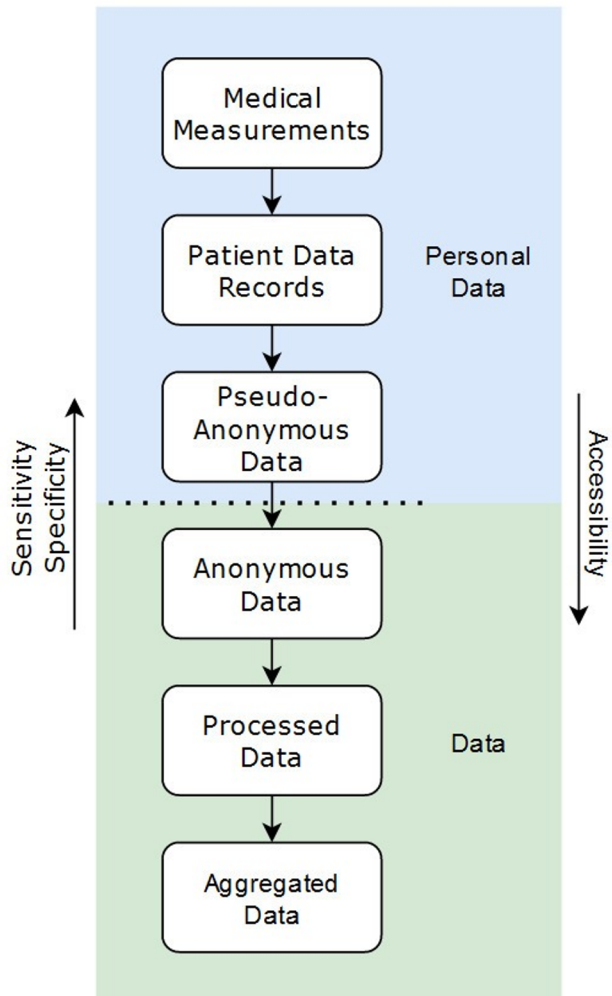 Medical
Measurements
Patient Data
Records
Personal
Data
Pseudo-
Anonymous
Data
Sensitivity
Specificity
Accessibility
Anonymous
Data
Processed
Data
Data
Aggregated
Data